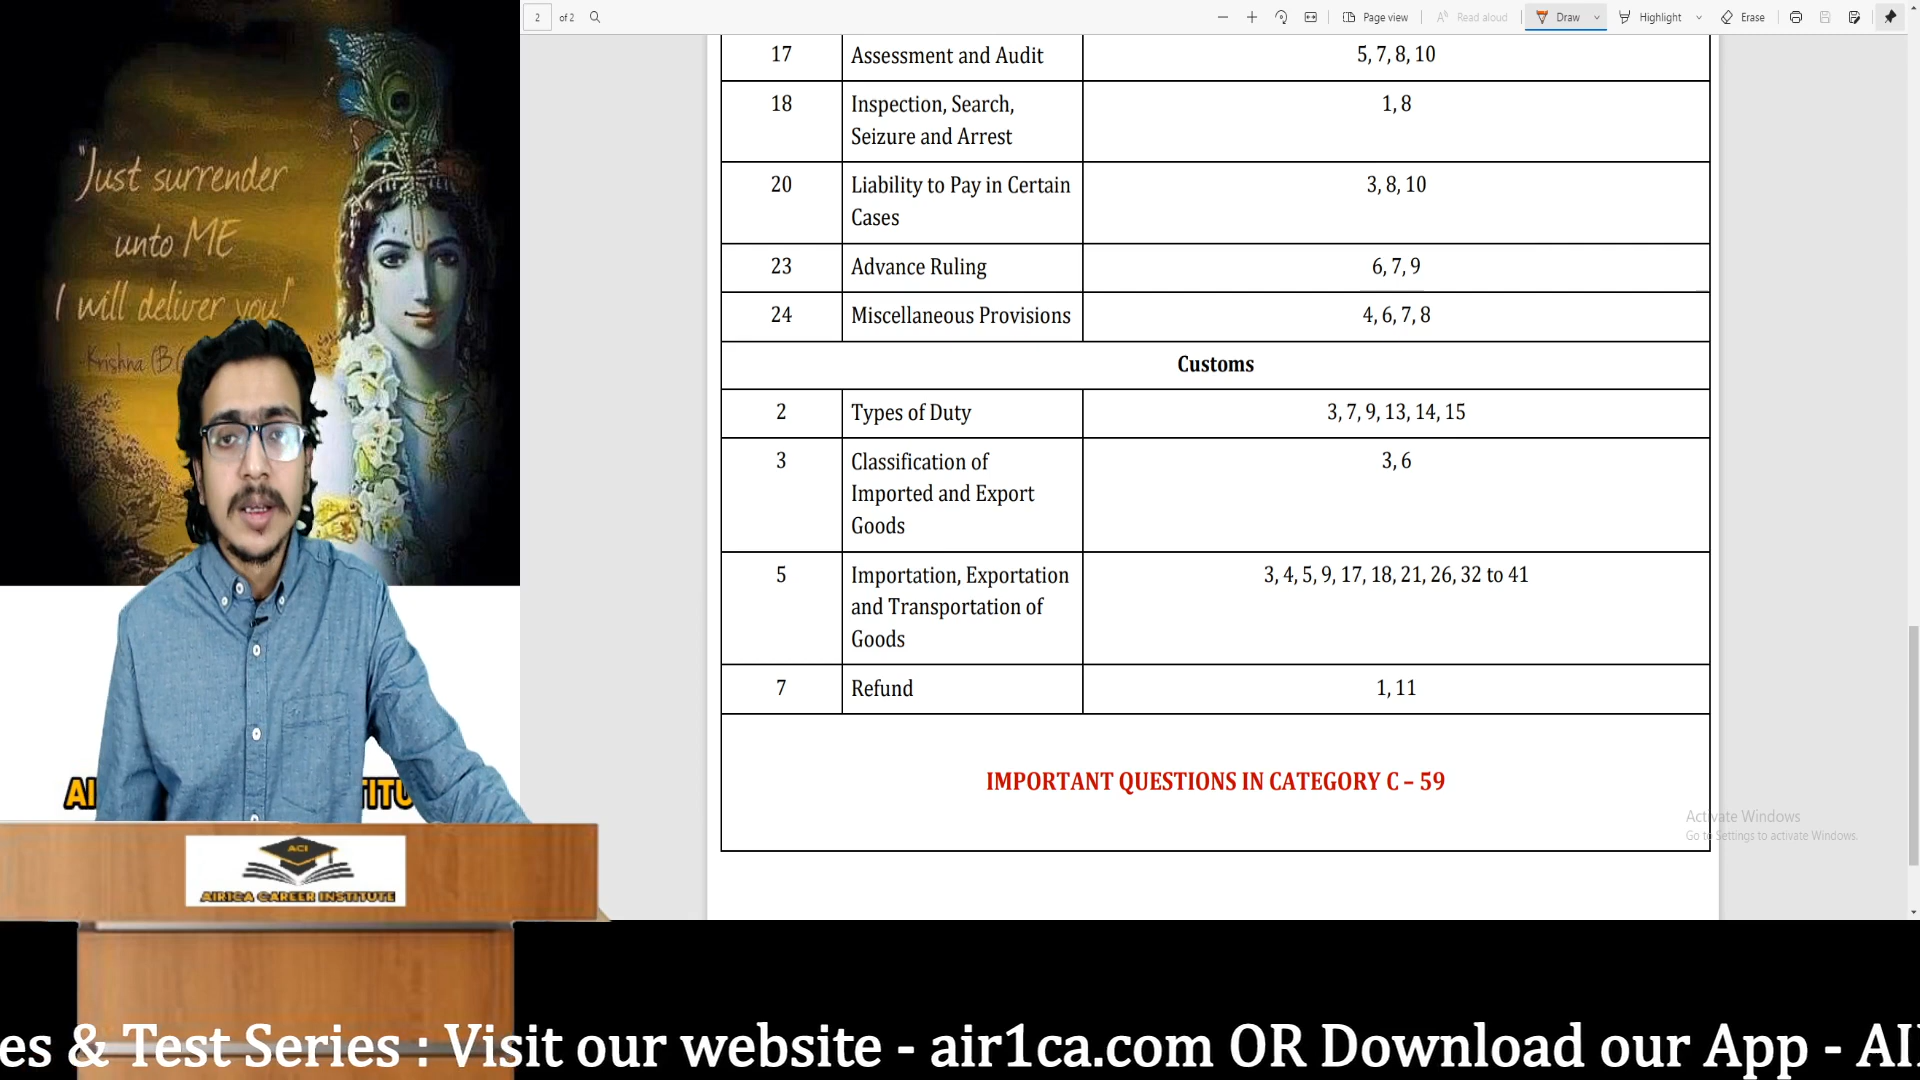 2 of 2 Page view Read aloud Draw Highlight Erase
"Just surrender
unto ME
I will deliver you!"
Krishna (B.G
17 Assessment and Audit 5, 7, 8, 10
18 Inspection, Search,
Seizure and Arrest 1, 8
20 Liability to Pay in Certain
Cases 3, 8, 10
23 Advance Ruling 6, 7, 9
24 Miscellaneous Provisions 4, 6, 7, 8
Customs
2 Types of Duty 3, 7, 9, 13, 14, 15
3 Classification of
Imported and Export
Goods 3, 6
5 Importation, Exportation
and Transportation of
Goods 3, 4, 5, 9, 17, 18, 21, 26, 32 to 41
7 Refund 1, 11
IMPORTANT QUESTIONS IN CATEGORY C – 59
Activate Windows
Go to Settings to activate Windows.
AI
TITU
ACI
AIR1CA CAREER INSTITUTE
es & Test Series : Visit our website - air1ca.com OR Download our App - AI